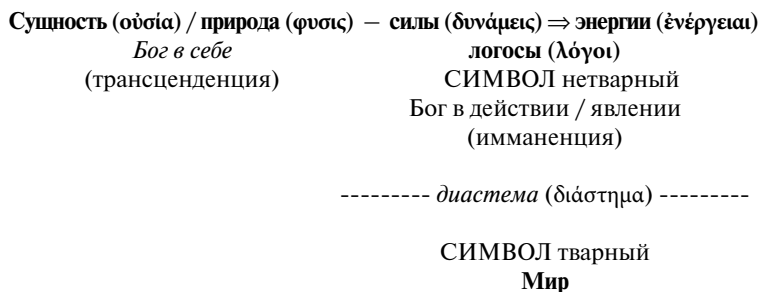 Сущность (οὐσία) / природа (φυσις) – силы (δυνάμεις) ⇒ энергии (ἐνέργειαι)
Бог в себе логосы (λόγοι)
(трансценденция) СИМВОЛ нетварный
Бог в действии / явлении
(имманенция)
--------- диастема (διάστημα) ---------
СИМВОЛ тварный
Мир